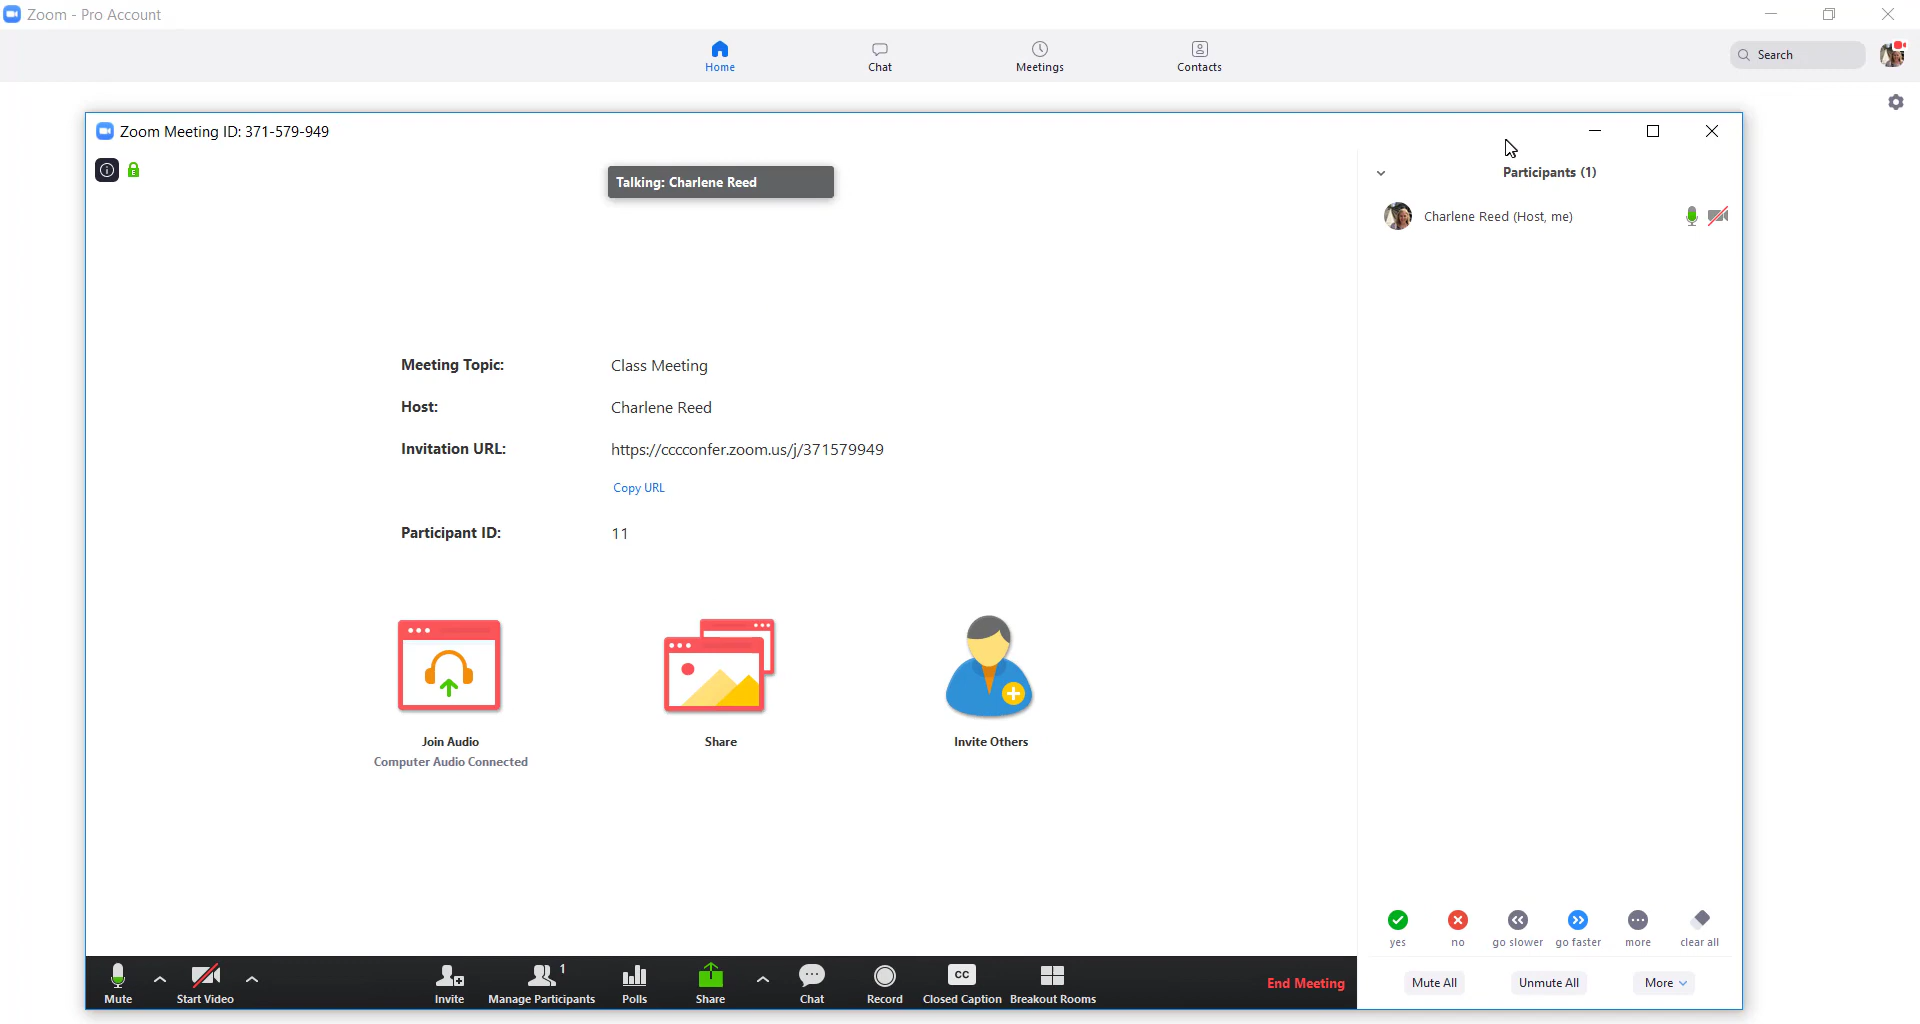 Zoom - Pro Account
Home
Chat
Meetings
Contacts
Search
Zoom Meeting ID: 371-579-949
Talking: Charlene Reed
Participants (1)
Charlene Reed (Host, me)
Meeting Topic: Class Meeting
Host: Charlene Reed
Invitation URL: https://cccconfer.zoom.us/j/371579949
Copy URL
Participant ID: 11
Join Audio
Computer Audio Connected
Share
Invite Others
yes
no
go slower
go faster
more
clear all
Mute
Start Video
Invite
Manage Participants 1
Polls
Share
Chat
Record
CC
Closed Caption
Breakout Rooms
End Meeting
Mute All
Unmute All
More